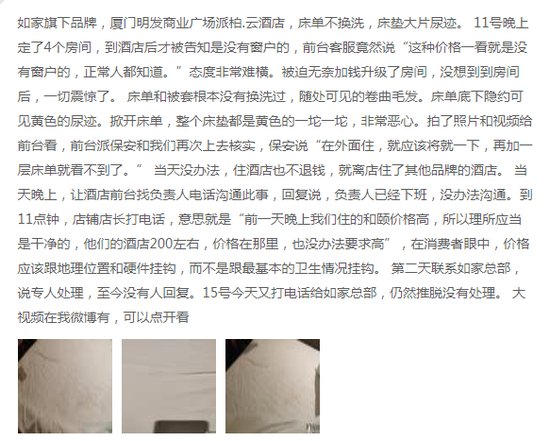 如家旗下品牌，厦门明发商业广场派柏.云酒店，床单不换洗，床垫大片尿迹。 11号晚上
定了4个房间，到酒店后才被告知是没有窗户的，前台客服竟然说“这种价格一看就是没
有窗户的，正常人都知道。”态度非常难横。被迫无奈加钱升级了房间，没想到到房间
后，一切震惊了。 床单和被套根本没有换洗过，随处可见的卷曲毛发。床单底下隐约可
见黄色的尿迹。掀开床单，整个床垫都是黄色的一坨一坨，非常恶心。拍了照片和视频给
前台看，前台派保安和我们再次上去核实，保安说“在外面住，就应该将就一下，再加一
层床单就看不到了。” 当天没办法，住酒店也不退钱，就离店住了其他品牌的酒店。 当
天晚上，让酒店前台找负责人电话沟通此事，回复说，负责人已经下班，没办法沟通。到
11点钟，店铺店长打电话，意思就是“前一天晚上我们住的和颐价格高，所以理所应当
是干净的，他们的酒店200左右，价格在那里，也没办法要求高”，在消费者眼中，价格
应该跟地理位置和硬件挂钩，而不是跟最基本的卫生情况挂钩。 第二天联系如家总部，
说专人处理，至今没有人回复。15号今天又打电话给如家总部，仍然推脱没有处理。 大
视频在我微博有，可以点开看